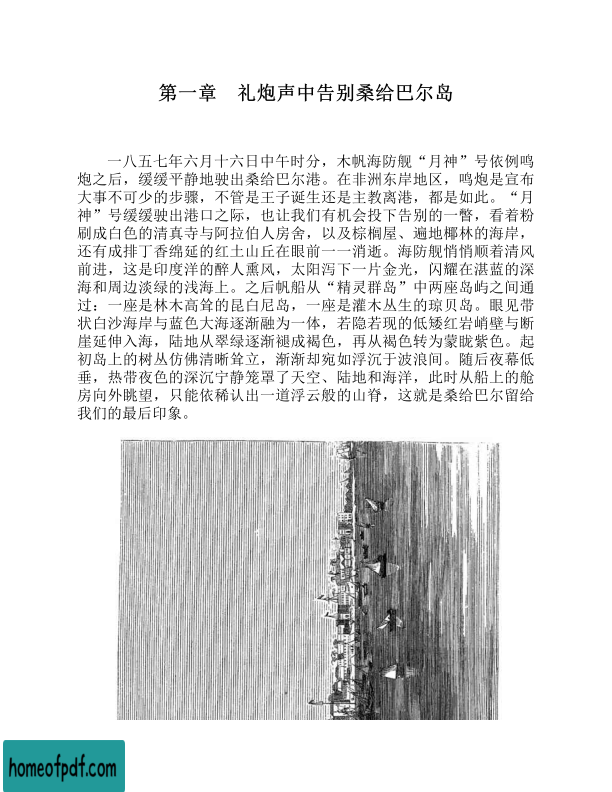 第一章　礼炮声中告别桑给巴尔岛
一八五七年六月十六日中午时分，木帆海防舰“月神”号依例鸣
炮之后，缓缓平静地驶出桑给巴尔港。在非洲东岸地区，鸣炮是宣布
大事不可少的步骤，不管是王子诞生还是主教离港，都是如此。“月
神”号缓缓驶出港口之际，也让我们有机会投下告别的一瞥，看着粉
刷成白色的清真寺与阿拉伯人房舍，以及棕榈屋、遍地椰林的海岸，
还有成排丁香绵延的红土山丘在眼前一一消逝。海防舰悄悄顺着清风
前进，这是印度洋的醉人熏风，太阳泻下一片金光，闪耀在湛蓝的深
海和周边淡绿的浅海上。之后帆船从“精灵群岛”中两座岛屿之间通
过：一座是林木高耸的昆白尼岛，一座是灌木丛生的琼贝岛。眼见带
状白沙海岸与蓝色大海逐渐融为一体，若隐若现的低矮红岩峭壁与断
崖延伸入海，陆地从翠绿逐渐褪成褐色，再从褐色转为蒙眬紫色。起
初岛上的树丛仿佛清晰耸立，渐渐却宛如浮沉于波浪间。随后夜幕低
垂，热带夜色的深沉宁静笼罩了天空、陆地和海洋，此时从船上的舱
房向外眺望，只能依稀认出一道浮云般的山脊，这就是桑给巴尔留给
我们的最后印象。
homeofpdf.com